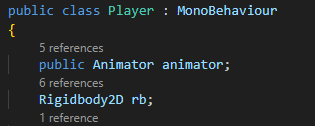 public class Player : MonoBehaviour
{
5 references
public Animator animator;
6 references
Rigidbody2D rb;
1 reference